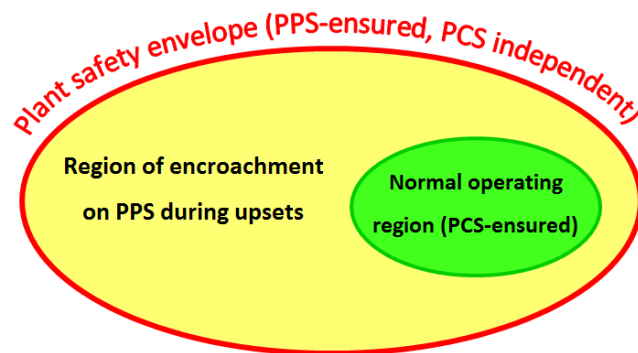 Plant safety envelope (PPS-ensured, PCS independent)
Region of encroachment
on PPS during upsets
Normal operating
region (PCS-ensured)